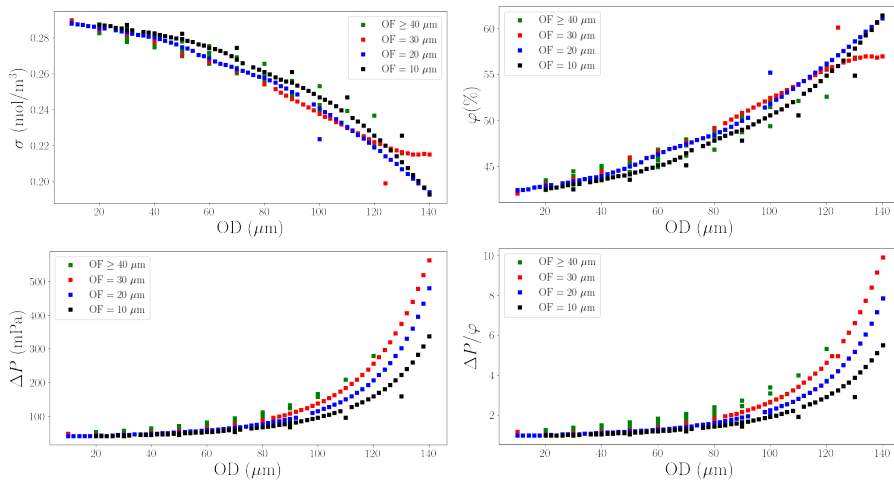 0.28
0.26
0.24
0.22
0.20
σ (mol/m³)
OF ≥ 40 μm
OF = 30 μm
OF = 20 μm
OF = 10 μm
20 40 60 80 100 120 140
OD (μm)
60
55
50
45
φ(%)
OF ≥ 40 μm
OF = 30 μm
OF = 20 μm
OF = 10 μm
20 40 60 80 100 120 140
OD (μm)
500
400
300
200
100
ΔP (mPa)
OF ≥ 40 μm
OF = 30 μm
OF = 20 μm
OF = 10 μm
20 40 60 80 100 120 140
OD (μm)
10
8
6
4
2
ΔP/φ
OF ≥ 40 μm
OF = 30 μm
OF = 20 μm
OF = 10 μm
20 40 60 80 100 120 140
OD (μm)